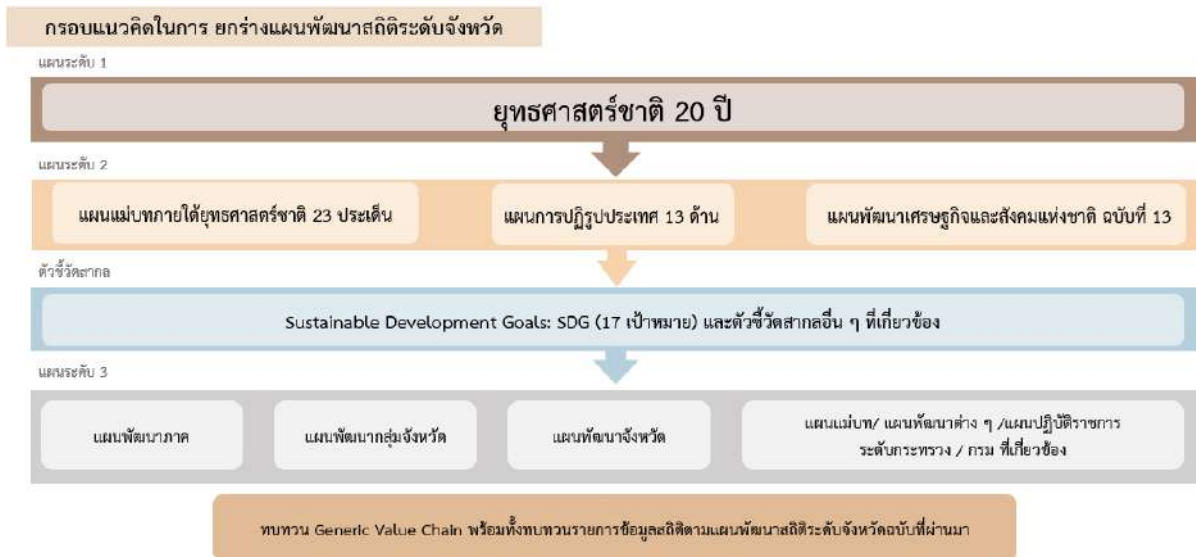 กรอบแนวคิดในการ ยกร่างแผนพัฒนาสถิติระดับจังหวัด
แผนระดับ 1
ยุทธศาสตร์ชาติ 20 ปี
แผนระดับ 2
แผนแม่บทภายใต้ยุทธศาสตร์ชาติ 23 ประเด็น
แผนการปฏิรูปประเทศ 13 ด้าน
แผนพัฒนาเศรษฐกิจและสังคมแห่งชาติ ฉบับที่ 13
ตัวชี้วัดสากล
Sustainable Development Goals: SDG (17 เป้าหมาย) และตัวชี้วัดสากลอื่น ๆ ที่เกี่ยวข้อง
แผนระดับ 3
แผนพัฒนาภาค
แผนพัฒนากลุ่มจังหวัด
แผนพัฒนาจังหวัด
แผนแม่บท/ แผนพัฒนาต่าง ๆ /แผนปฏิบัติราชการ
ระดับกระทรวง / กรม ที่เกี่ยวข้อง
ทบทวน Generic Value Chain พร้อมทั้งทบทวนรายการข้อมูลสถิติตามแผนพัฒนาสถิติระดับจังหวัดฉบับที่ผ่านมา